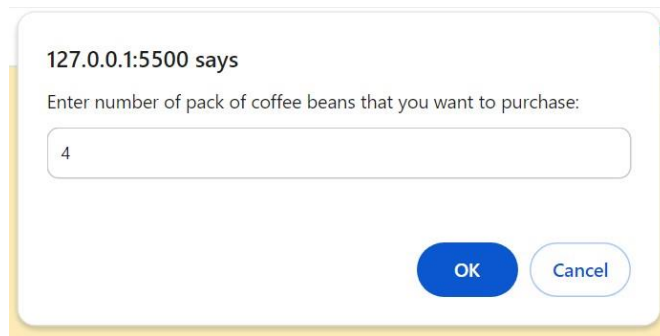 127.0.0.1:5500 says
Enter number of pack of coffee beans that you want to purchase:
4
OK Cancel